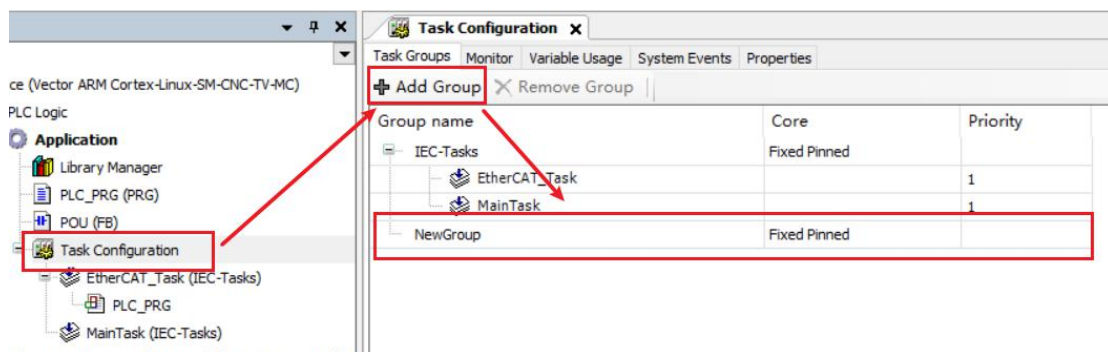 ce (Vector ARM Cortex-Linux-SM-CNC-TV-MC)
PLC Logic
Application
Library Manager
PLC_PRG (PRG)
POU (FB)
Task Configuration
EtherCAT_Task (IEC-Tasks)
PLC_PRG
MainTask (IEC-Tasks)
Task Configuration
Task Groups Monitor Variable Usage System Events Properties
Add Group Remove Group
Group name Core Priority
IEC-Tasks Fixed Pinned
EtherCAT_Task 1
MainTask 1
NewGroup Fixed Pinned